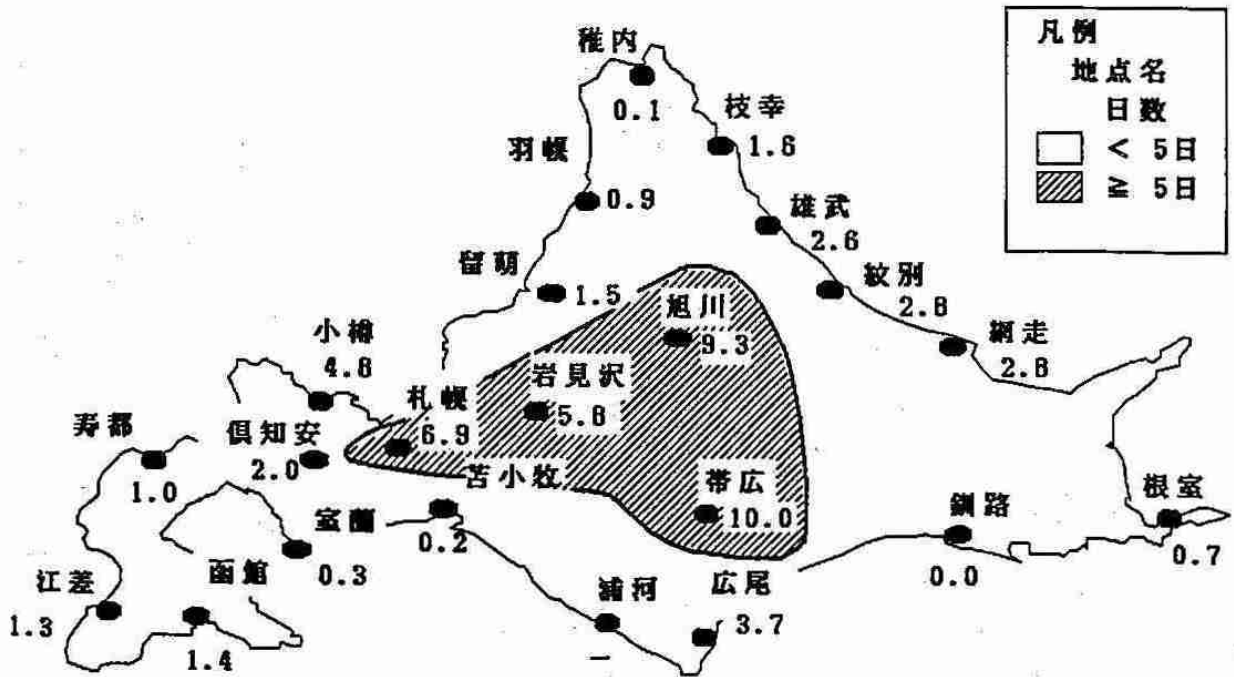 凡例
地点名
日数
< 5日
≧ 5日
稚内
0.1
枝幸
1.6
羽幌
0.9
雄武
2.6
留萌
1.5
紋別
2.8
旭川
9.3
網走
2.8
小樽
4.8
岩見沢
5.8
札幌
6.9
寿都
1.0
倶知安
2.0
苫小牧
0.2
帯広
10.0
釧路
0.0
根室
0.7
室蘭
0.3
函館
1.4
江差
1.3
浦河
—
広尾
3.7